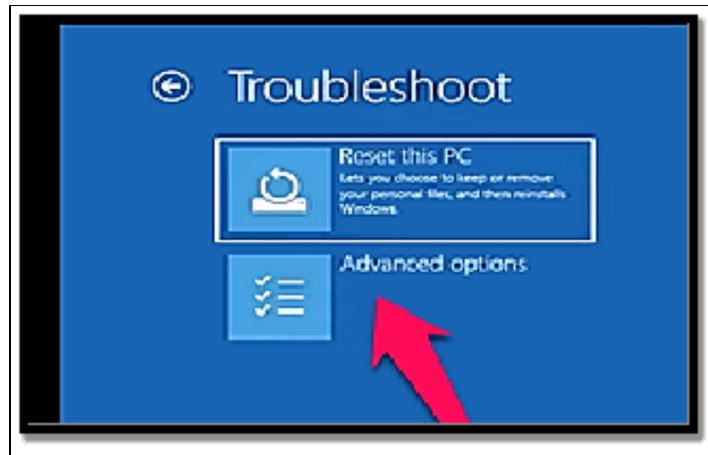 Troubleshoot
Reset this PC
Lets you choose to keep or remove
your personal files, and then reinstalls
Windows.
Advanced options